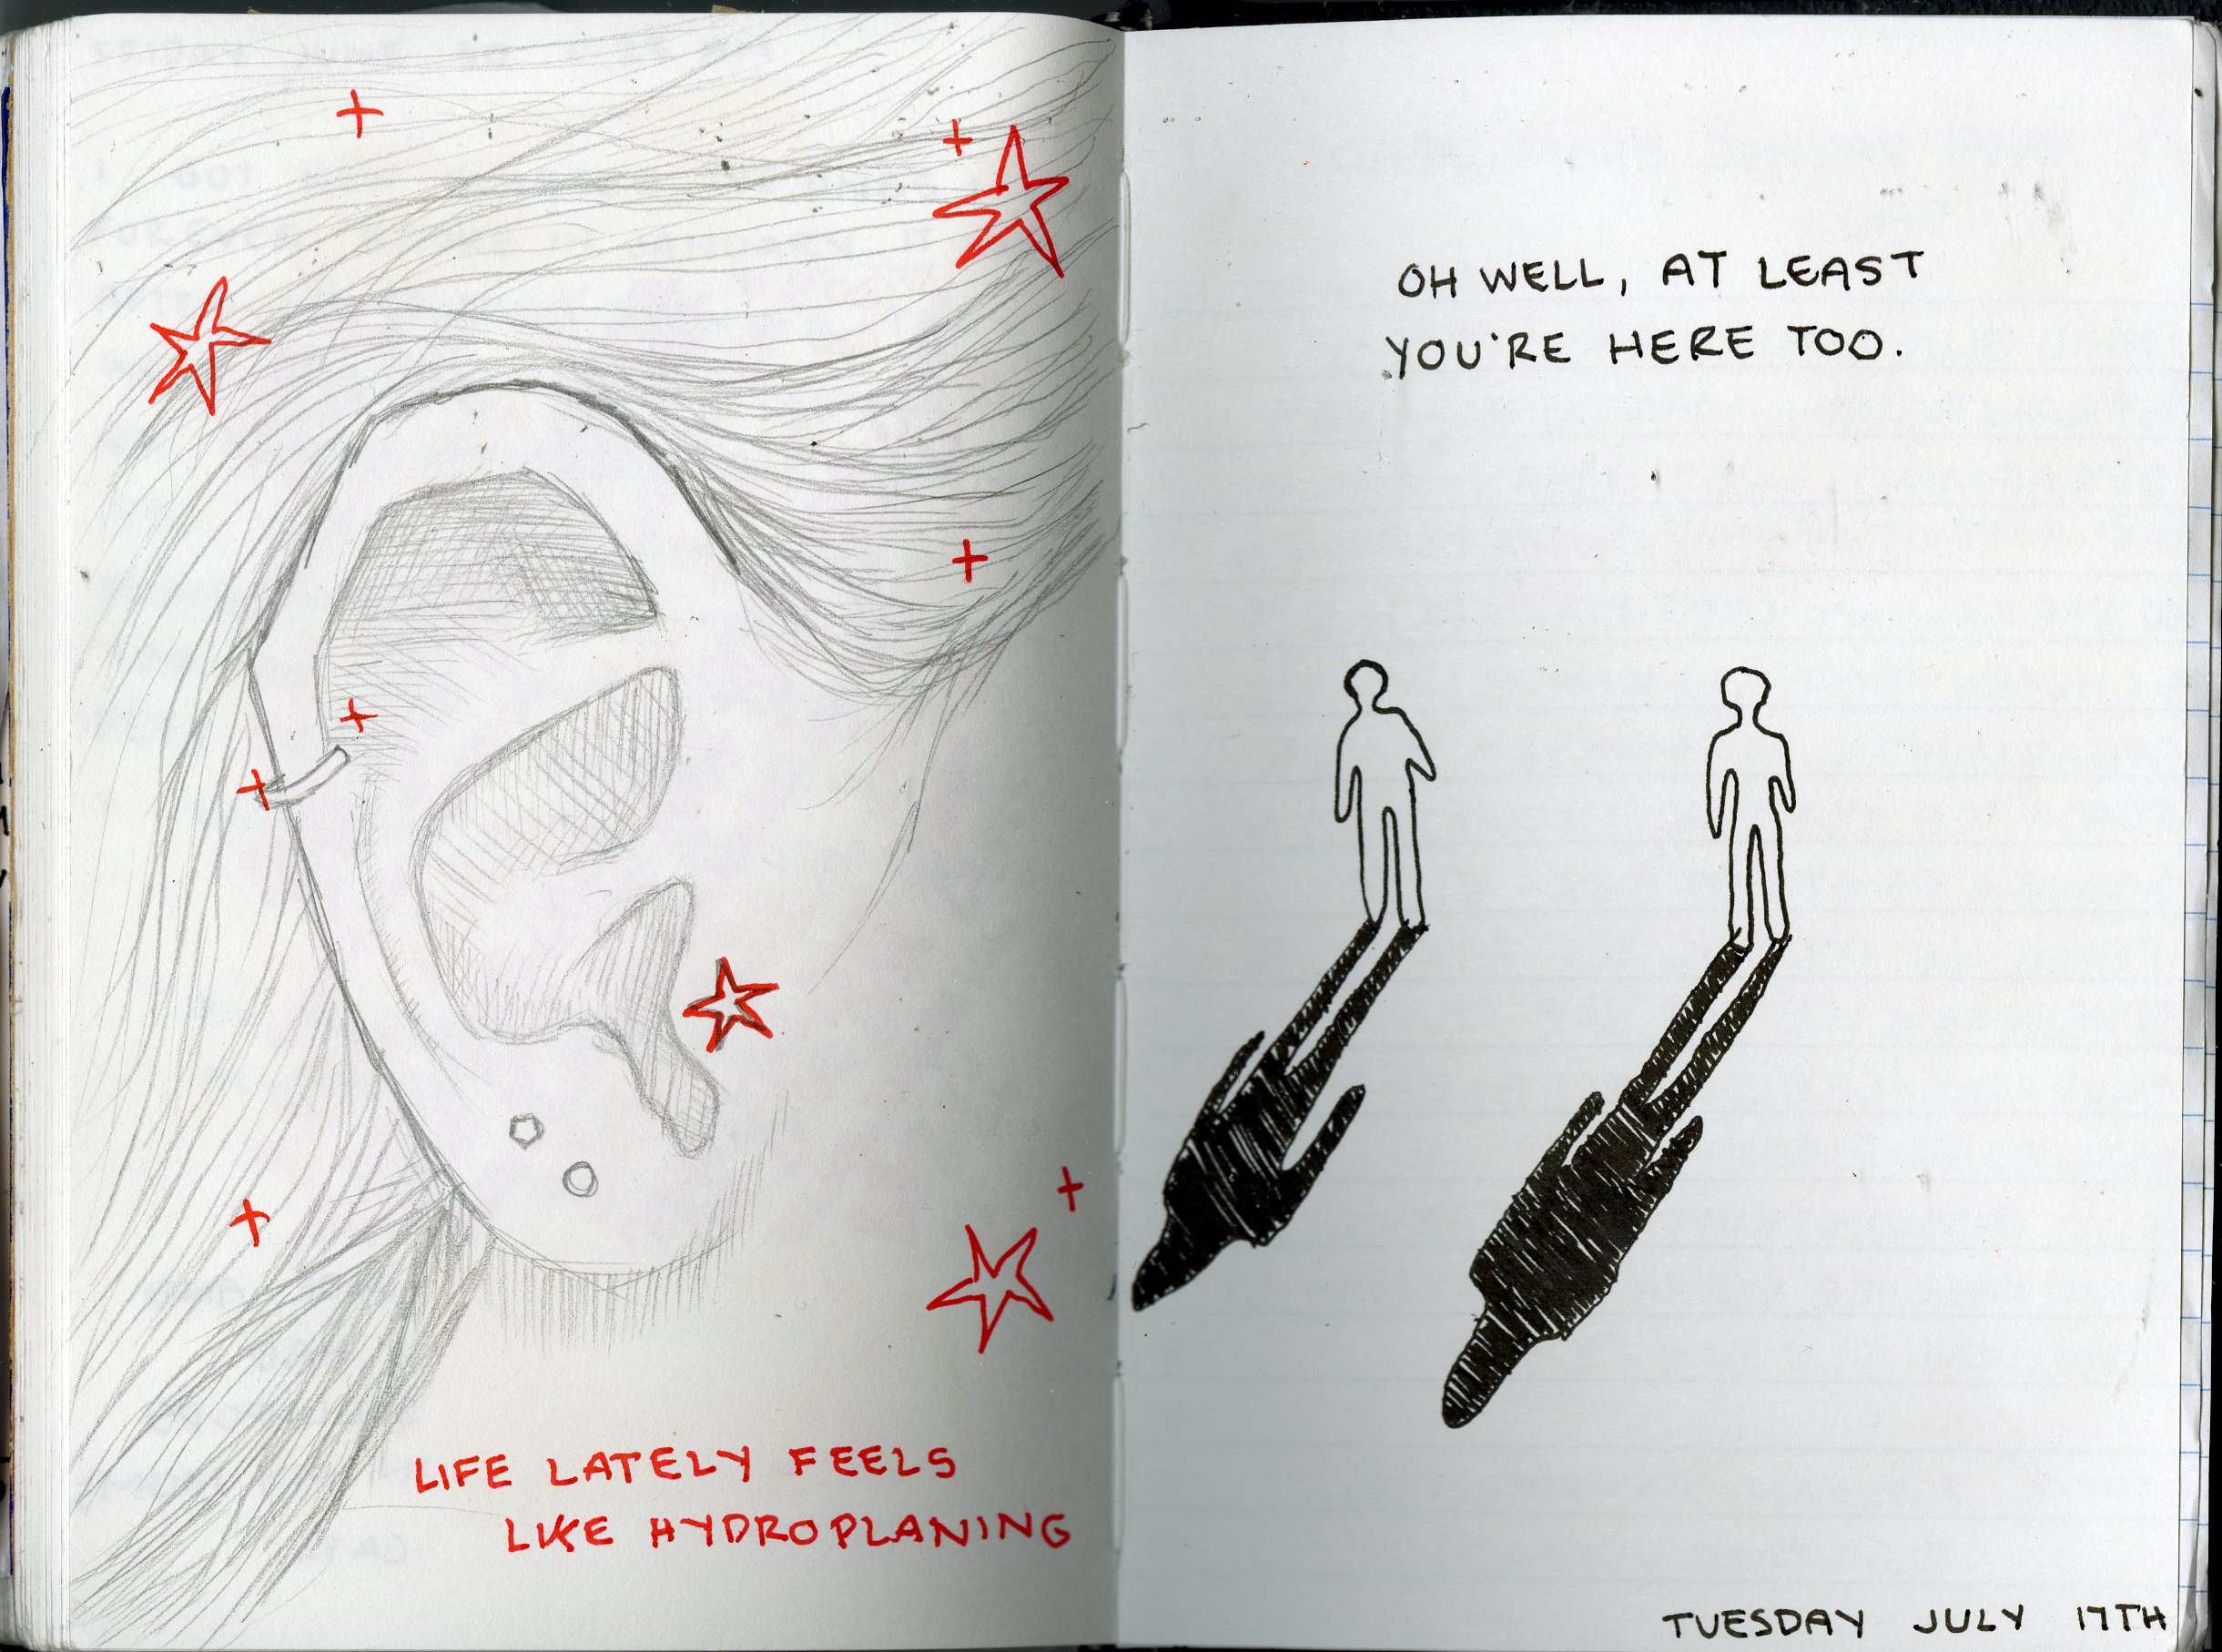 LIFE LATELY FEELS
LIKE HYDROPLANING
OH WELL, AT LEAST
YOU'RE HERE TOO.
TUESDAY JULY 17TH